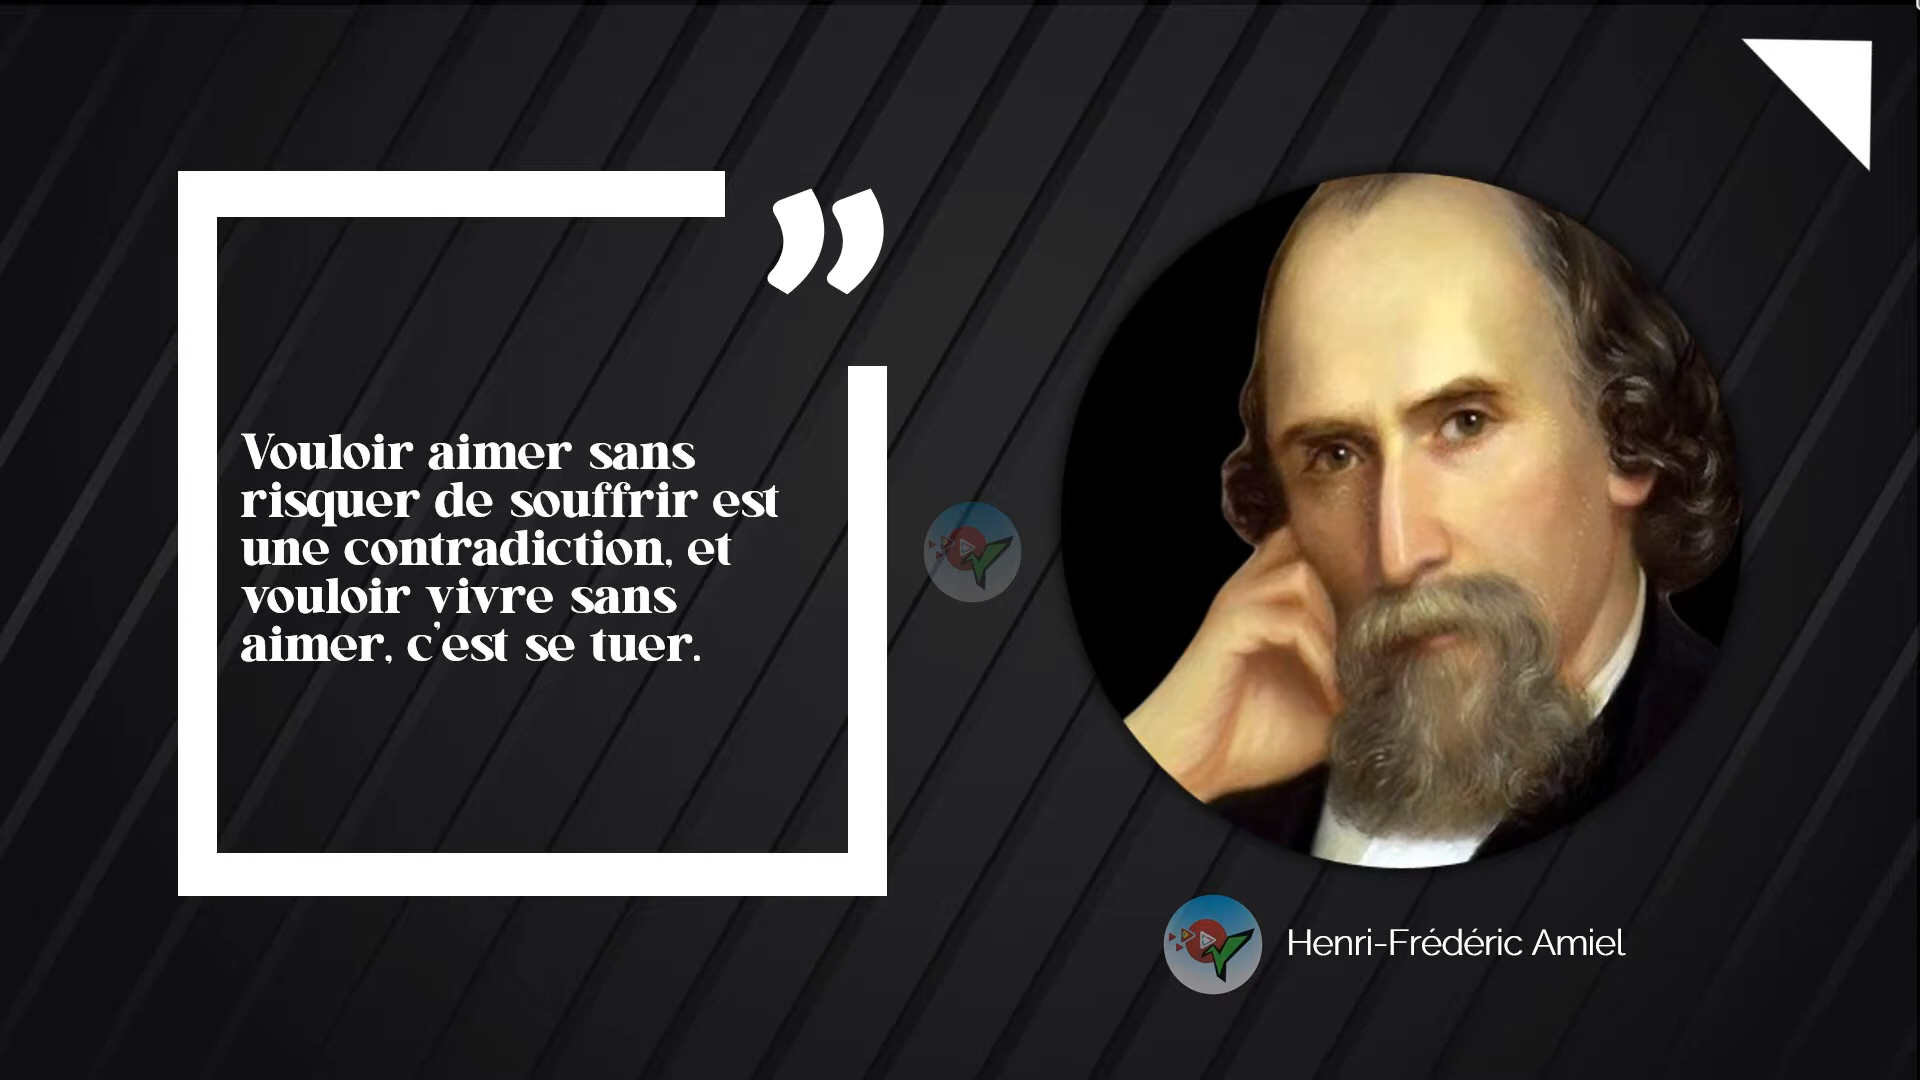 Vouloir aimer sans
risquer de souffrir est
une contradiction, et
vouloir vivre sans
aimer, c'est se tuer.
Henri-Frédéric Amiel